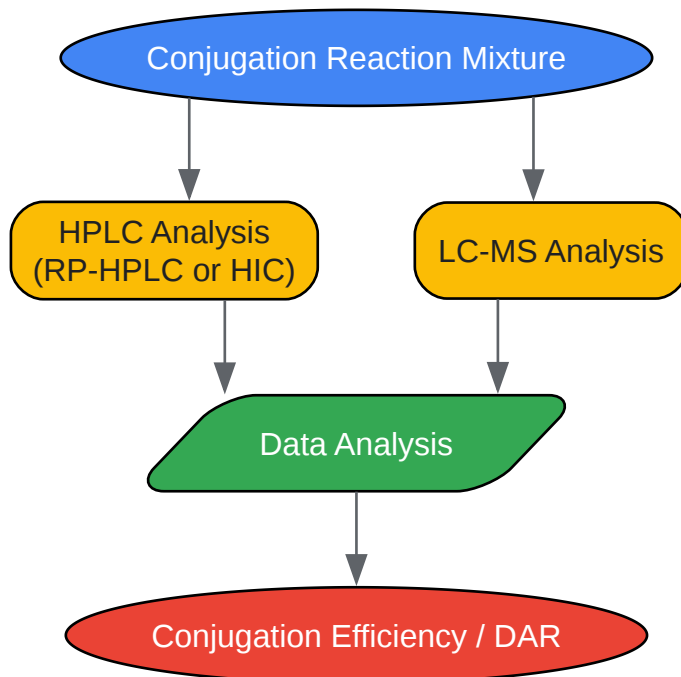 Conjugation Reaction Mixture
HPLC Analysis
(RP-HPLC or HIC)
LC-MS Analysis
Data Analysis
Conjugation Efficiency / DAR